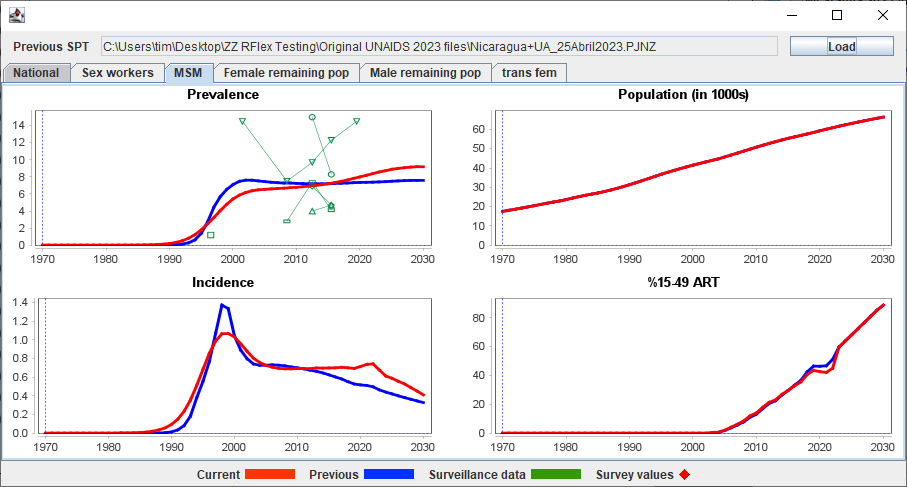 Previous SPT C:\Users\tim\Desktop\ZZ RFlex Testing\Original UNAIDS 2023 files\Nicaragua+UA_25Abril2023.PJNZ Load
National Sex workers MSM Female remaining pop Male remaining pop trans fem
Prevalence
14
12
10
8
6
4
2
0
1970 1980 1990 2000 2010 2020 2030
Population (in 1000s)
60
50
40
30
20
10
0
1970 1980 1990 2000 2010 2020 2030
Incidence
1.4
1.2
1.0
0.8
0.6
0.4
0.2
0.0
1970 1980 1990 2000 2010 2020 2030
%15-49 ART
80
60
40
20
0
1970 1980 1990 2000 2010 2020 2030
Current Previous Surveillance data Survey values